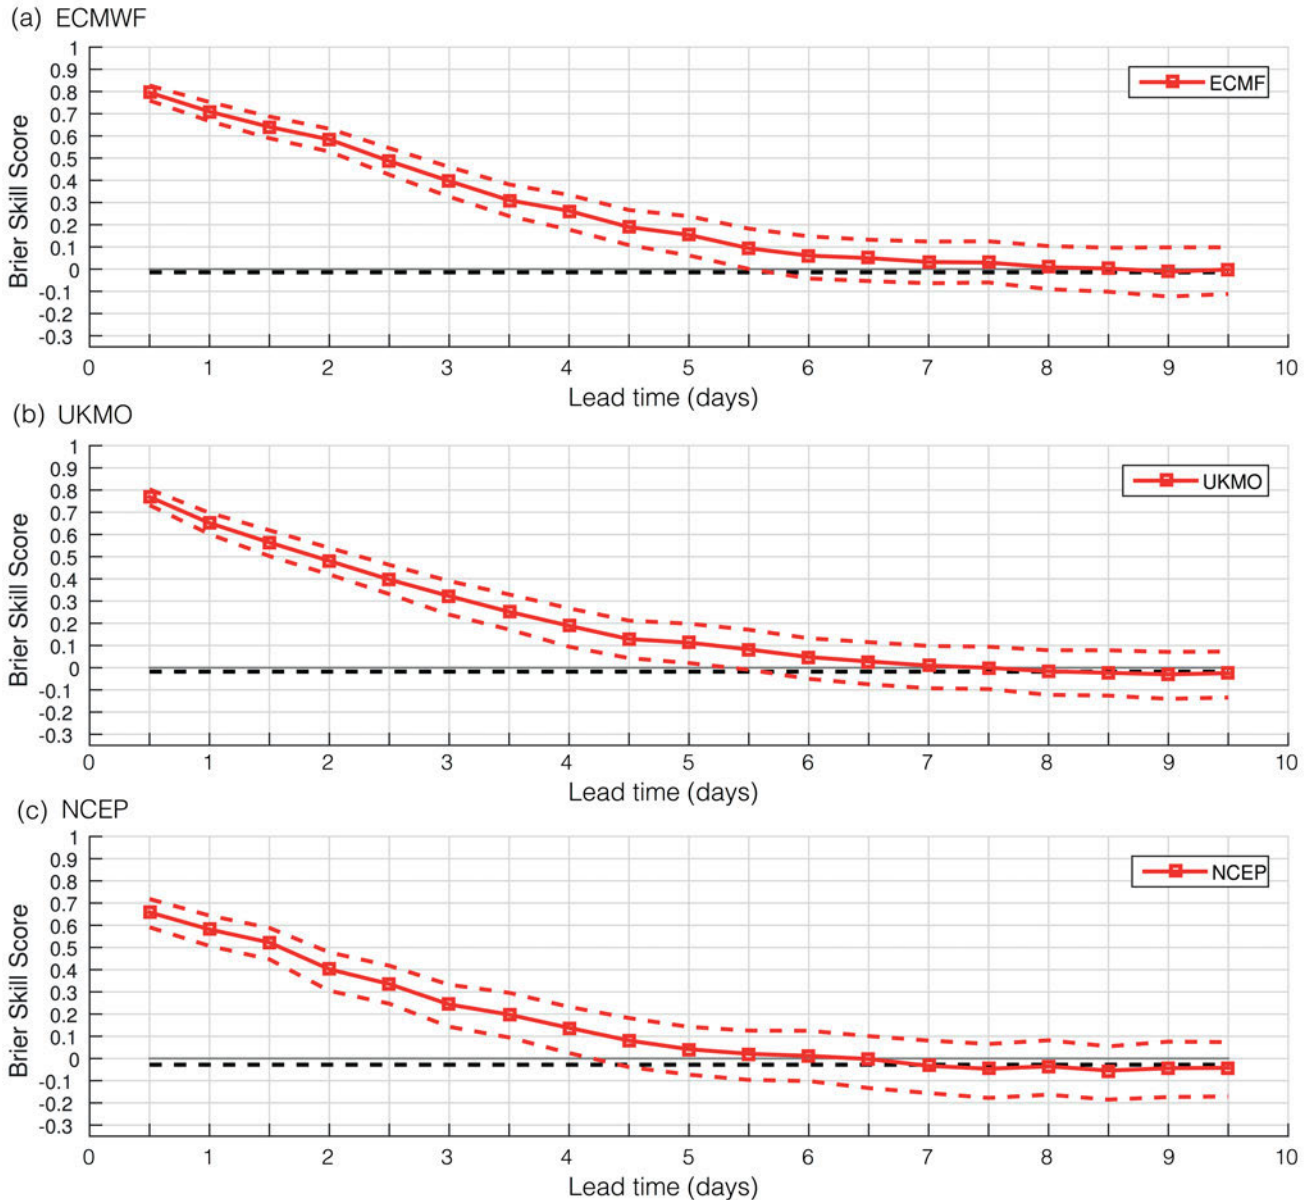 (a) ECMWF
1
0.9
0.8
0.7
0.6
0.5
0.4
0.3
0.2
0.1
0
-0.1
-0.2
-0.3
Brier Skill Score
ECMF
0 1 2 3 4 5 6 7 8 9 10
Lead time (days)
(b) UKMO
1
0.9
0.8
0.7
0.6
0.5
0.4
0.3
0.2
0.1
0
-0.1
-0.2
-0.3
Brier Skill Score
UKMO
0 1 2 3 4 5 6 7 8 9 10
Lead time (days)
(c) NCEP
1
0.9
0.8
0.7
0.6
0.5
0.4
0.3
0.2
0.1
0
-0.1
-0.2
-0.3
Brier Skill Score
NCEP
0 1 2 3 4 5 6 7 8 9 10
Lead time (days)